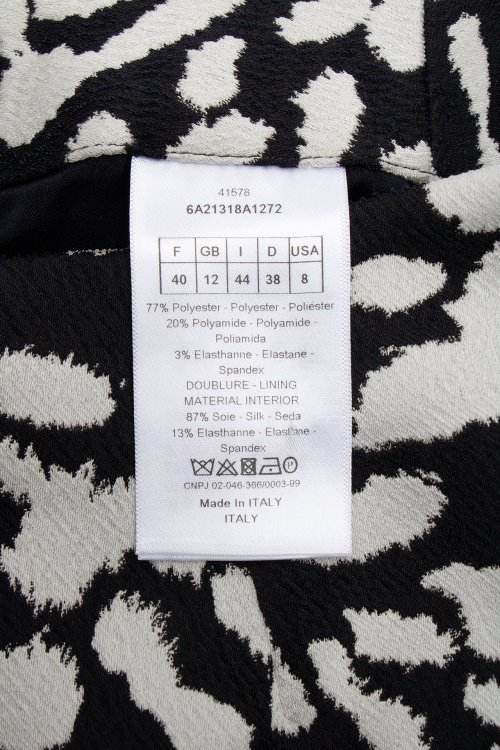 41578
6A21318A1272
F GB I D USA
40 12 44 38 8
77% Polyester - Polyester - Poliéster
20% Polyamide - Polyamide -
Poliamida
3% Elasthanne - Elastane -
Spandex
DOUBLURE - LINING
MATERIAL INTERIOR
87% Soie - Silk - Seda
13% Elasthanne - Elastane -
Spandex
P
CNPJ 02-046-366/0003-99
Made In ITALY
ITALY